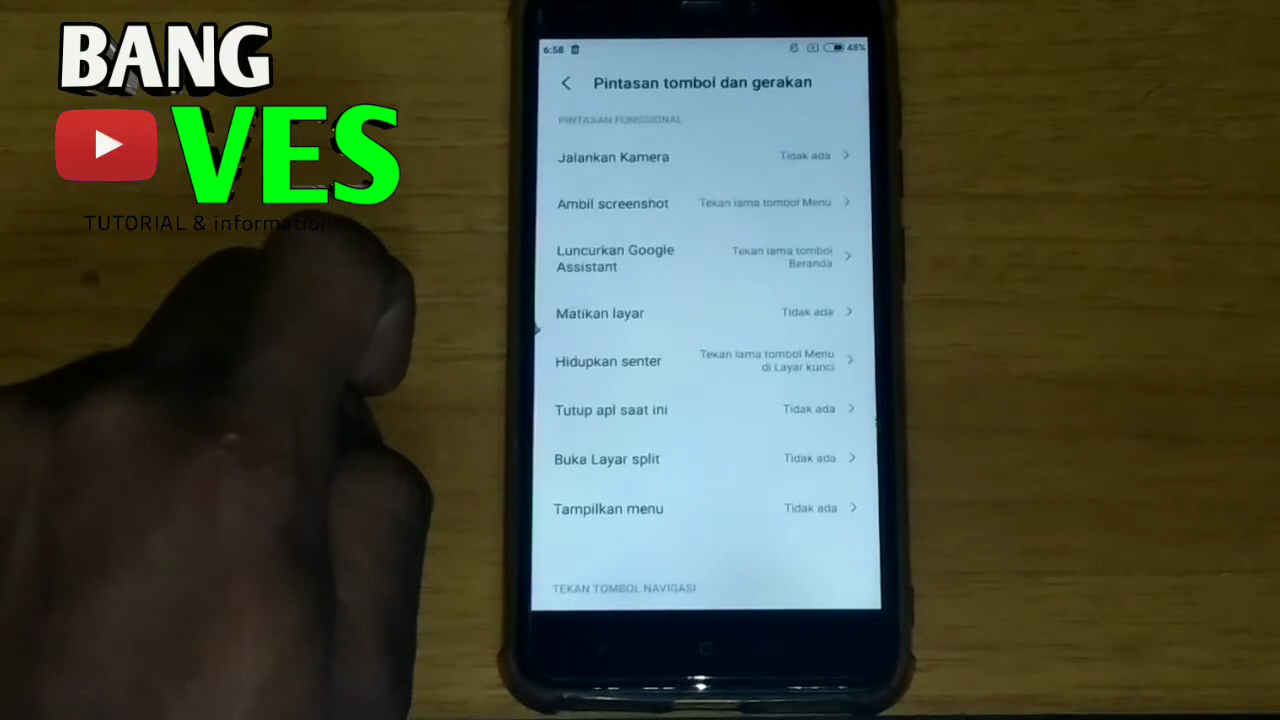 BANG
VES
TUTORIAL & informations
6:58
48%
Pintasan tombol dan gerakan
PINTASAN FUNGSIONAL
Jalankan Kamera
Tidak ada
Ambil screenshot
Tekan lama tombol Menu
Luncurkan Google
Assistant
Tekan lama tombol
Beranda
Matikan layar
Tidak ada
Hidupkan senter
Tekan lama tombol Menu
di Layar kunci
Tutup apl saat ini
Tidak ada
Buka Layar split
Tidak ada
Tampilkan menu
Tidak ada
TEKAN TOMBOL NAVIGASI